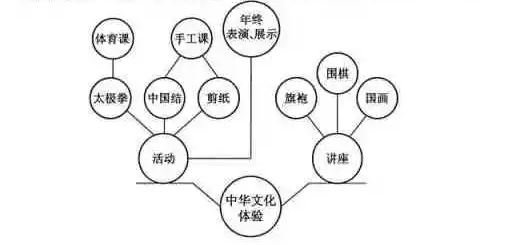 年终
表演、展示
体育课
手工课
围棋
太极拳
中国结
剪纸
旗袍
国画
活动
讲座
中华文化
体验